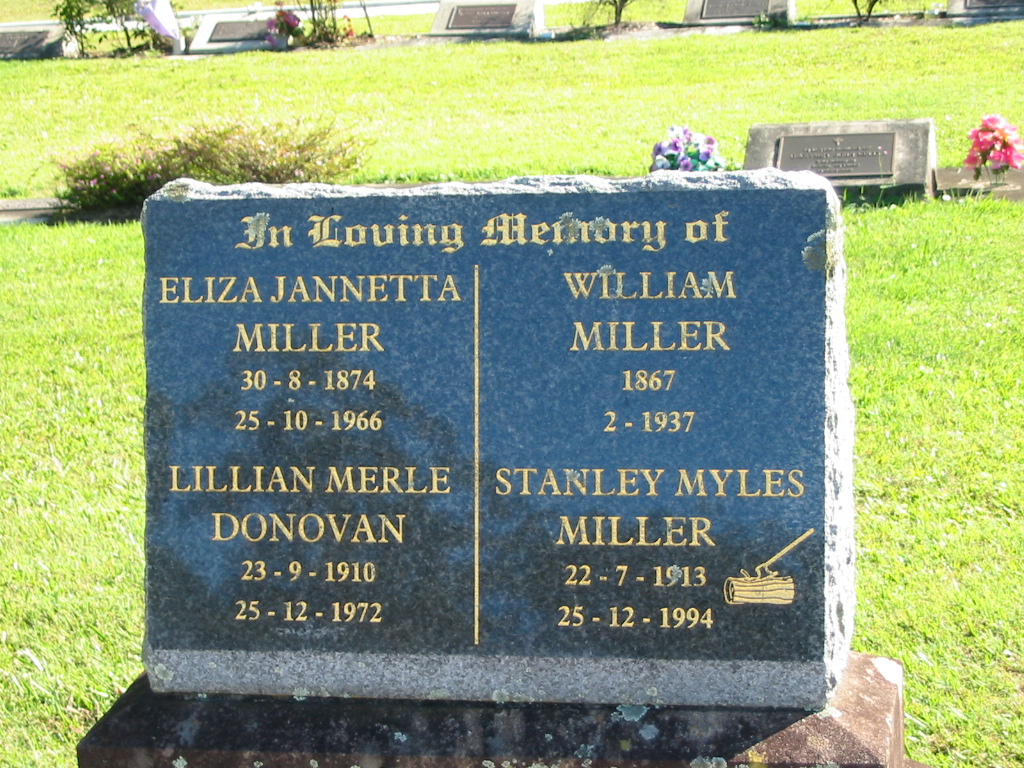 In Loving Memory of
ELIZA JANNETTA
MILLER
30 - 8 - 1874
25 - 10 - 1966
LILLIAN MERLE
DONOVAN
23 - 9 - 1910
25 - 12 - 1972
WILLIAM
MILLER
1867
2 - 1937
STANLEY MYLES
MILLER
22 - 7 - 1913
25 - 12 - 1994